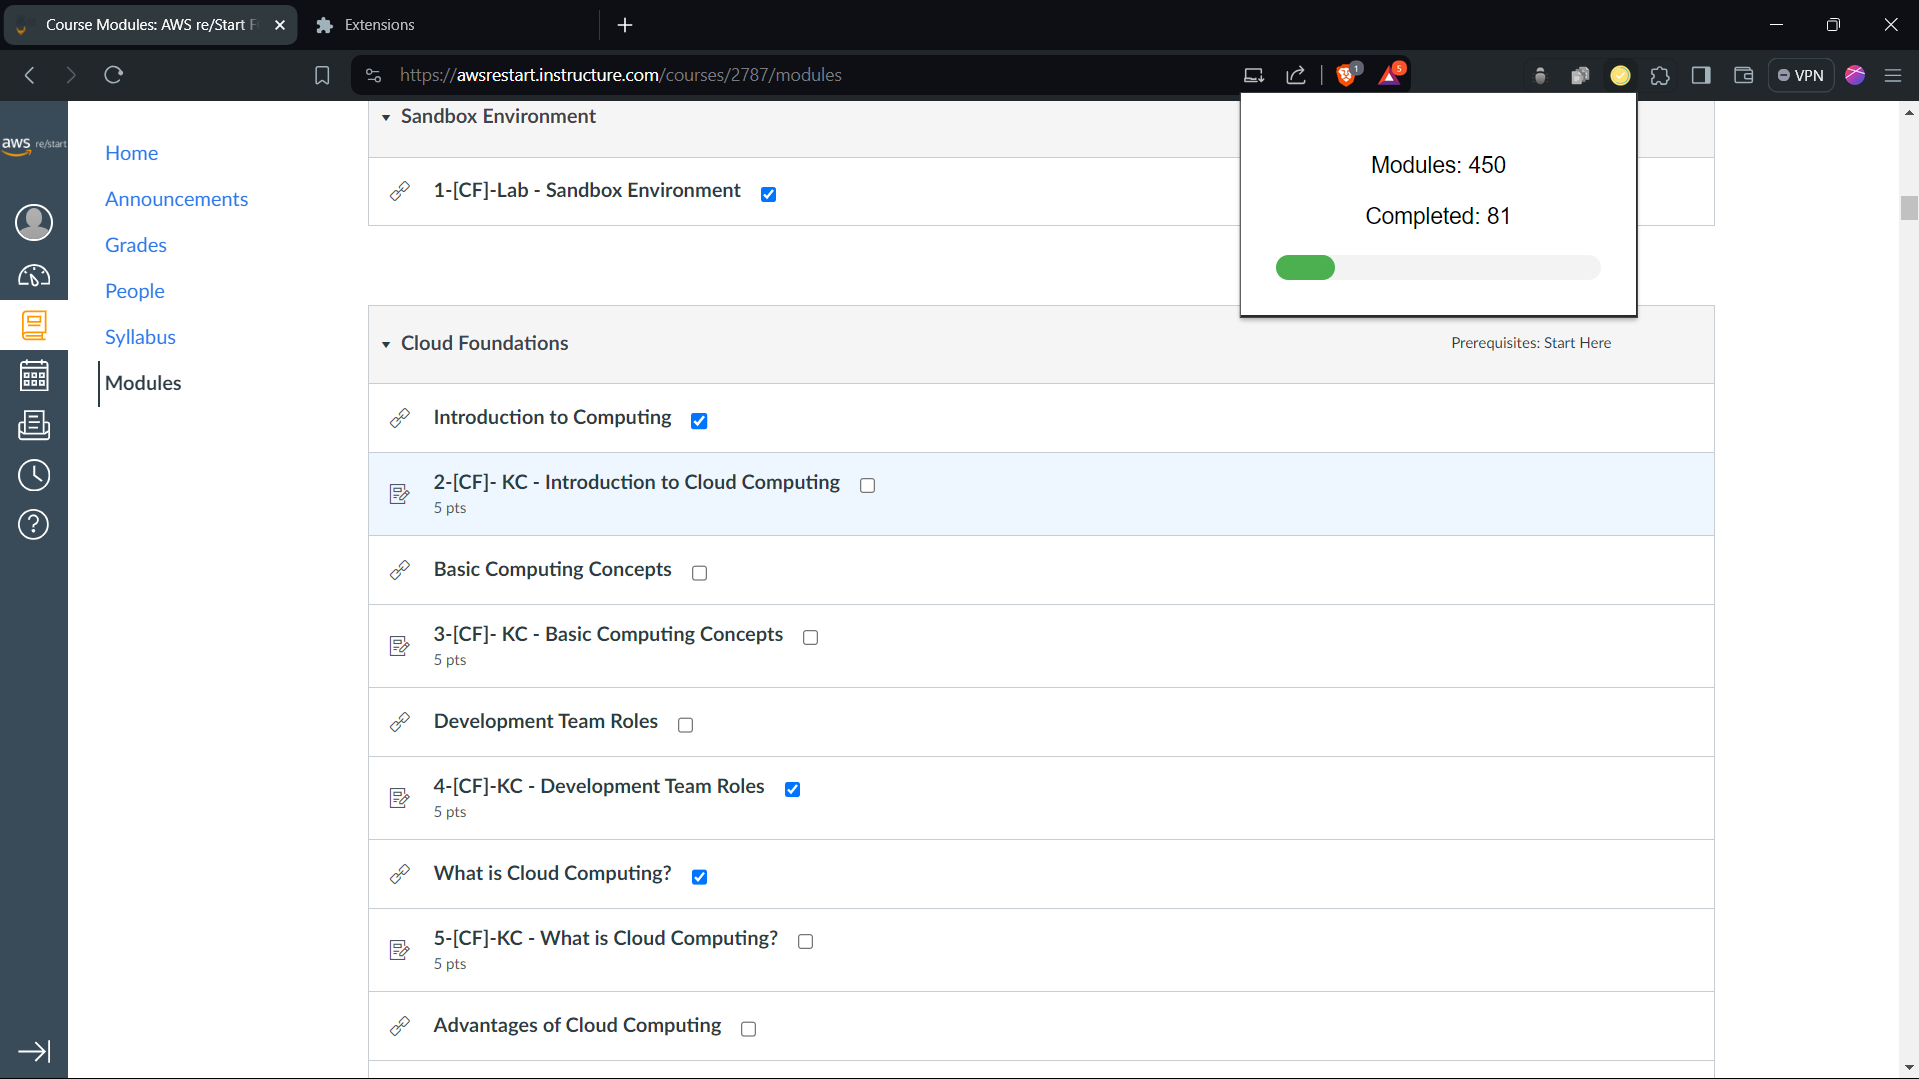 Course Modules: AWS re/Start F
Extensions
https://awsrestart.instructure.com/courses/2787/modules
1
5
VPN
aws re/start
Home
Announcements
Grades
People
Syllabus
Modules
Sandbox Environment
1-[CF]-Lab - Sandbox Environment
Modules: 450
Completed: 81
Cloud Foundations
Prerequisites: Start Here
Introduction to Computing
2-[CF]- KC - Introduction to Cloud Computing
5 pts
Basic Computing Concepts
3-[CF]- KC - Basic Computing Concepts
5 pts
Development Team Roles
4-[CF]-KC - Development Team Roles
5 pts
What is Cloud Computing?
5-[CF]-KC - What is Cloud Computing?
5 pts
Advantages of Cloud Computing